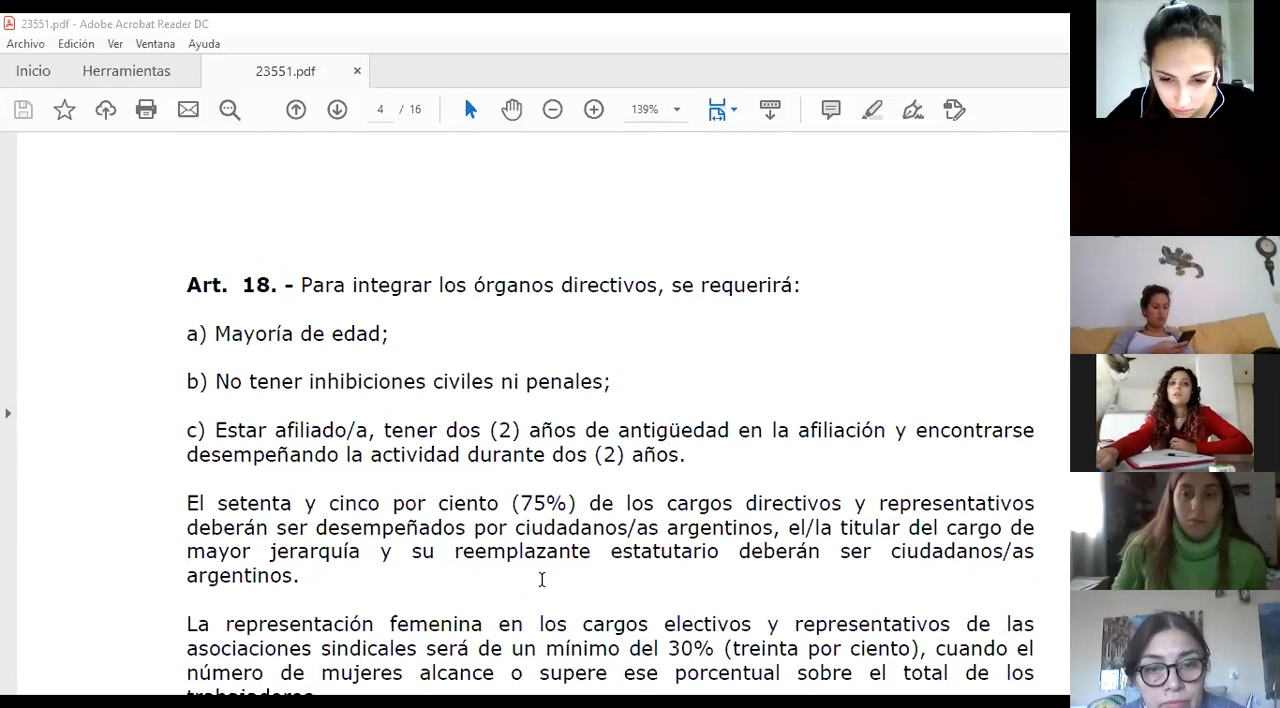 23551.pdf - Adobe Acrobat Reader DC
Archivo Edición Ver Ventana Ayuda
Inicio Herramientas 23551.pdf ×
4 / 16 139%
Art. 18. - Para integrar los órganos directivos, se requerirá:
a) Mayoría de edad;
b) No tener inhibiciones civiles ni penales;
c) Estar afiliado/a, tener dos (2) años de antigüedad en la afiliación y encontrarse
desempeñando la actividad durante dos (2) años.
El setenta y cinco por ciento (75%) de los cargos directivos y representativos
deberán ser desempeñados por ciudadanos/as argentinos, el/la titular del cargo de
mayor jerarquía y su reemplazante estatutario deberán ser ciudadanos/as
argentinos.
La representación femenina en los cargos electivos y representativos de las
asociaciones sindicales será de un mínimo del 30% (treinta por ciento), cuando el
número de mujeres alcance o supere ese porcentual sobre el total de los
trabajadores